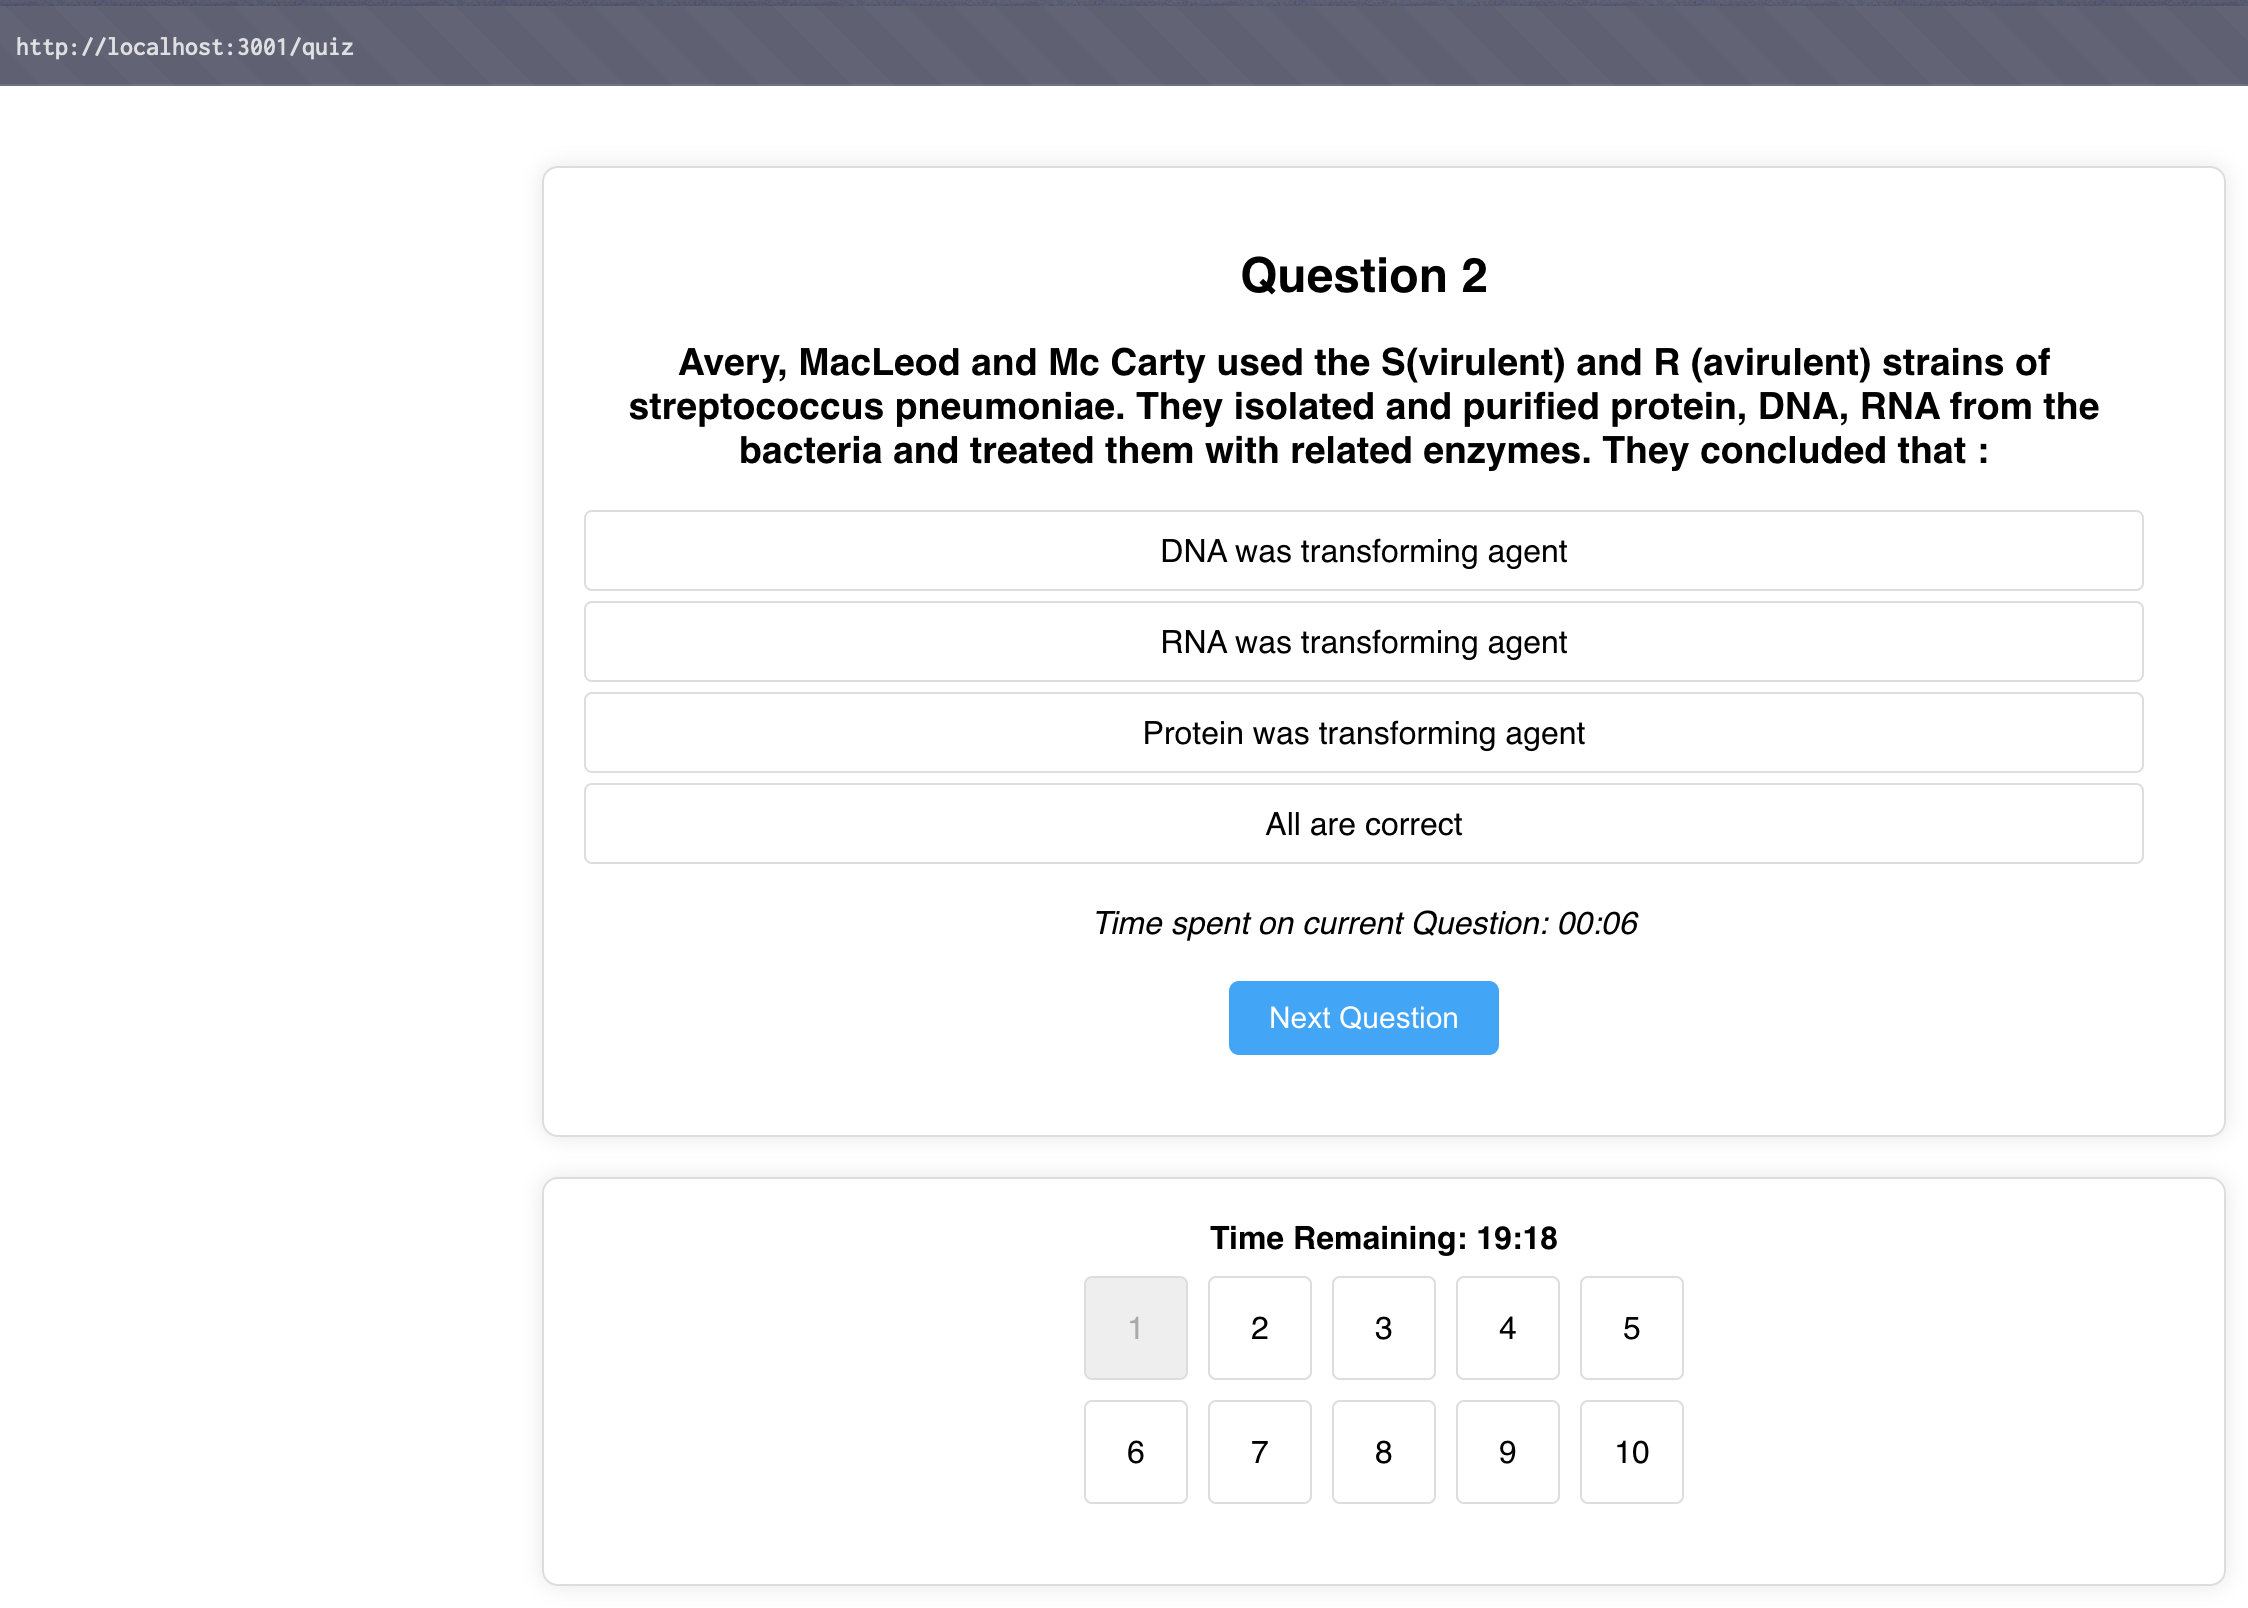 http://localhost:3001/quiz
Question 2
Avery, MacLeod and Mc Carty used the S(virulent) and R (avirulent) strains of
streptococcus pneumoniae. They isolated and purified protein, DNA, RNA from the
bacteria and treated them with related enzymes. They concluded that :
DNA was transforming agent
RNA was transforming agent
Protein was transforming agent
All are correct
Time spent on current Question: 00:06
Next Question
Time Remaining: 19:18
1 2 3 4 5
6 7 8 9 10